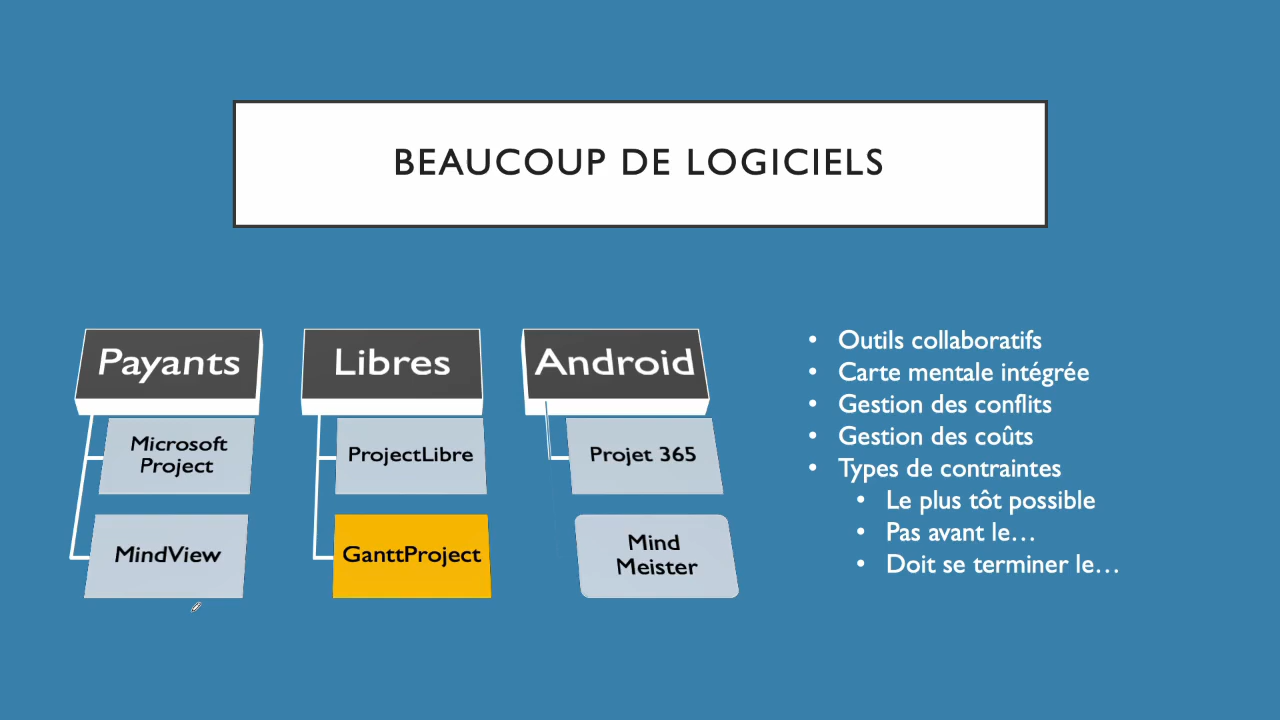 BEAUCOUP DE LOGICIELS
Payants
Microsoft
Project
MindView
Libres
ProjectLibre
GanttProject
Android
Projet 365
Mind
Meister
• Outils collaboratifs
• Carte mentale intégrée
• Gestion des conflits
• Gestion des coûts
• Types de contraintes
• Le plus tôt possible
• Pas avant le…
• Doit se terminer le…